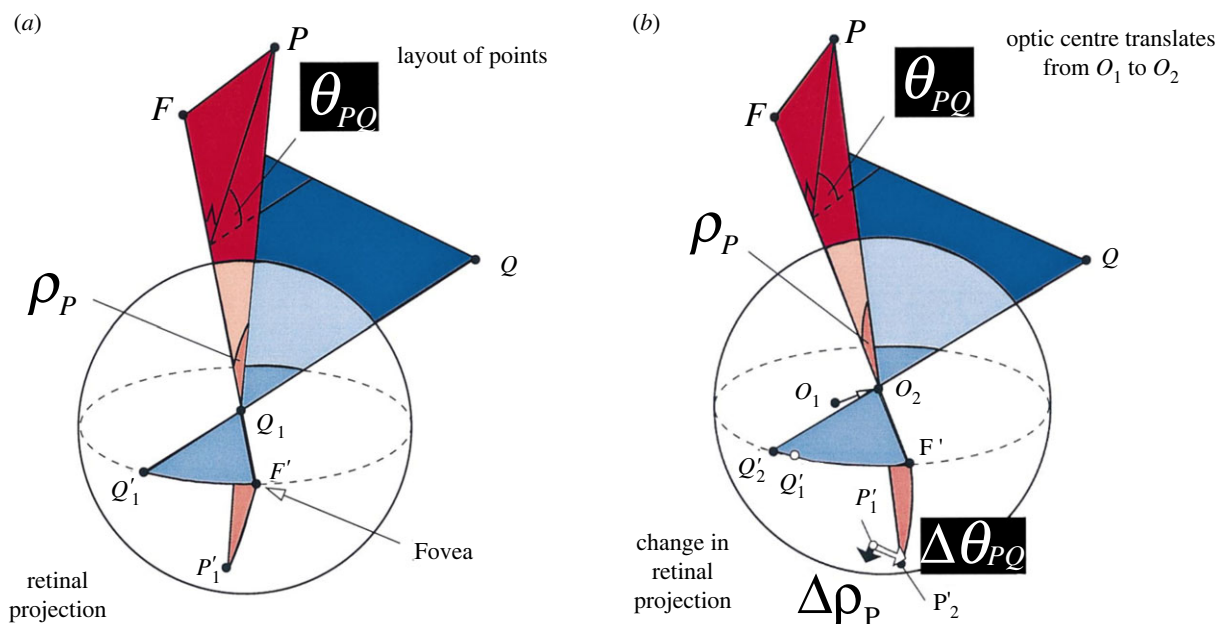 (a)
P
layout of points
F
θPQ
Q
ρP
Q1
Q′1
F′
Fovea
P′1
retinal
projection
(b)
P
optic centre translates
from O1 to O2
F
θPQ
ρP
Q
O1
O2
F'
Q′2
Q′1
P′1
change in
retinal
projection
ΔθPQ
ΔρP
P′2